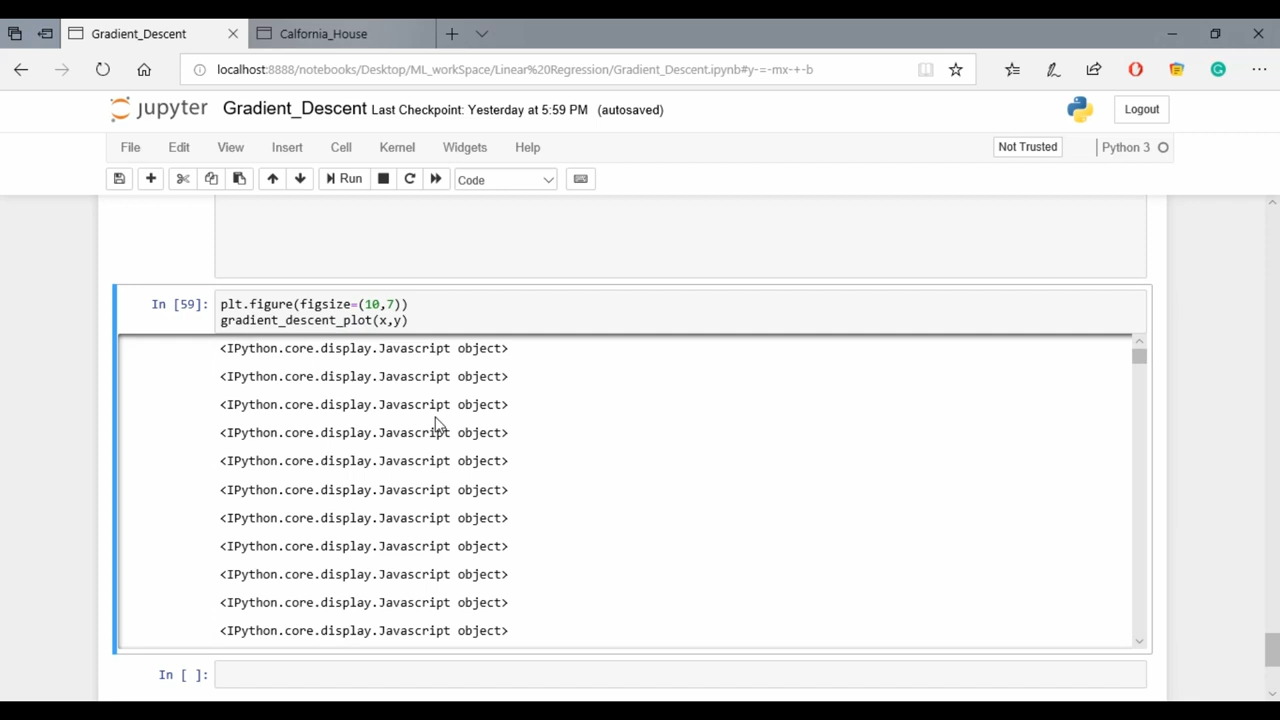 Gradient_Descent
Calfornia_House
localhost:8888/notebooks/Desktop/ML_workSpace/Linear%20Regression/Gradient_Descent.ipynb#y-=-mx-+-b
jupyter Gradient_Descent Last Checkpoint: Yesterday at 5:59 PM (autosaved)
Logout
File Edit View Insert Cell Kernel Widgets Help
Not Trusted
Python 3
Run
Code
In [59]: plt.figure(figsize=(10,7))
gradient_descent_plot(x,y)
<IPython.core.display.Javascript object>
<IPython.core.display.Javascript object>
<IPython.core.display.Javascript object>
<IPython.core.display.Javascript object>
<IPython.core.display.Javascript object>
<IPython.core.display.Javascript object>
<IPython.core.display.Javascript object>
<IPython.core.display.Javascript object>
<IPython.core.display.Javascript object>
<IPython.core.display.Javascript object>
<IPython.core.display.Javascript object>
In [ ]: